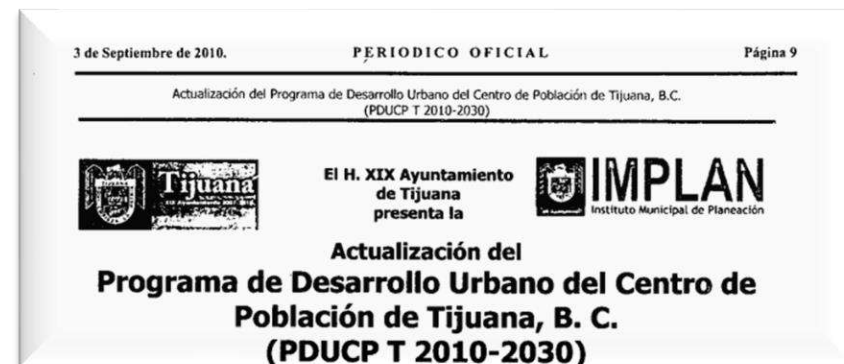 3 de Septiembre de 2010. PERIODICO OFICIAL Página 9
Actualización del Programa de Desarrollo Urbano del Centro de Población de Tijuana, B.C.
(PDUCP T 2010-2030)
Tijuana
El H. XIX Ayuntamiento
de Tijuana
presenta la
IMPLAN
Instituto Municipal de Planeación
Actualización del
Programa de Desarrollo Urbano del Centro de
Población de Tijuana, B. C.
(PDUCP T 2010-2030)